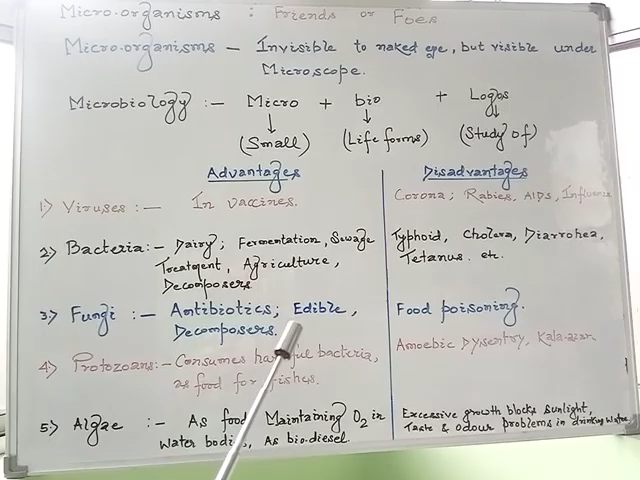 Micro-organisms : Friends or Foes
Micro-organisms – Invisible to naked eye, but visible under
Microscope.
Microbiology :- Micro + bio + Logos
(Small) (Life forms) (Study of)
Advantages Disadvantages
1) Viruses :- In vaccines. Corona; Rabies, AIDs, Influenza
2) Bacteria :- Dairy; Fermentation, Sewage Typhoid, Cholera, Diarrohea,
Treatment, Agriculture, Tetanus. etc.
Decomposers
3) Fungi :- Antibiotics; Edible, Food poisoning.
Decomposers.
4) Protozoans :- Consumes harmful bacteria, Amoebic Dysentry, Kala-azar.
as food for fishes.
5) Algae :- As food Maintaining O2 in Excessive growth blocks sunlight,
water bodies, As bio-diesel. Taste & odour problems in drinking water